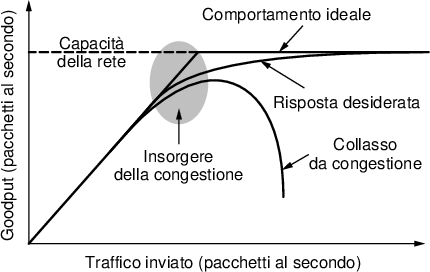 Comportamento ideale
Capacità
della rete
Risposta desiderata
Insorgere
della congestione
Collasso
da congestione
Goodput (pacchetti al secondo)
Traffico inviato (pacchetti al secondo)